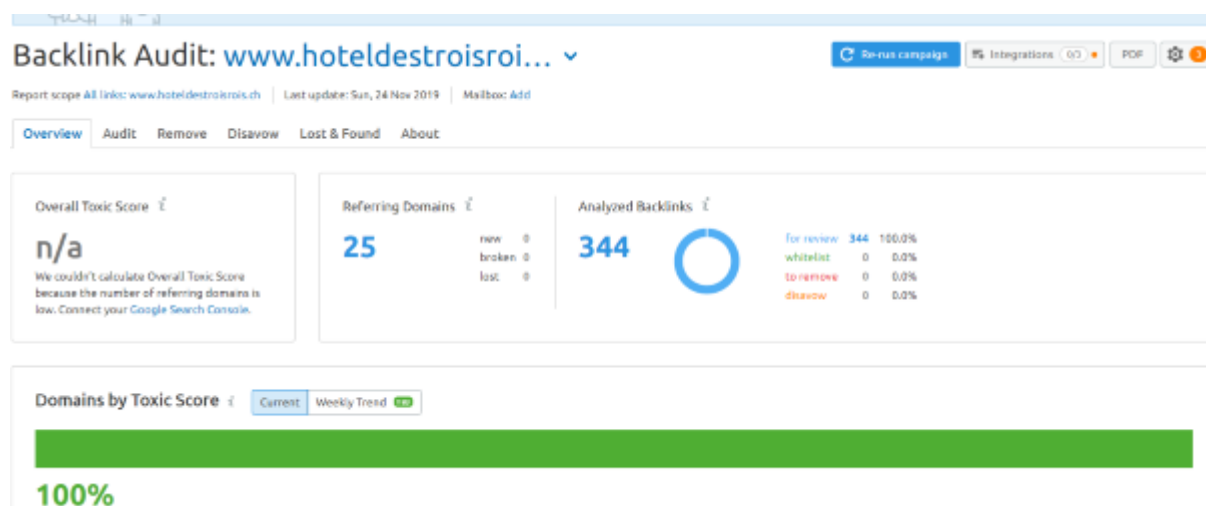 Backlink Audit: www.hoteldestroisroi...
Re-run campaign Integrations 0/3 PDF
Report scope All links: www.hoteldestroisrois.ch Last update: Sun, 24 Nov 2019 Mailbox: Add
Overview Audit Remove Disavow Lost & Found About
Overall Toxic Score i
n/a
We couldn't calculate Overall Toxic Score
because the number of referring domains is
low. Connect your Google Search Console.
Referring Domains i
25
new 0
broken 0
lost 0
Analyzed Backlinks i
344
for review 344 100.0%
whitelist 0 0.0%
to remove 0 0.0%
disavow 0 0.0%
Domains by Toxic Score i Current Weekly Trend
100%